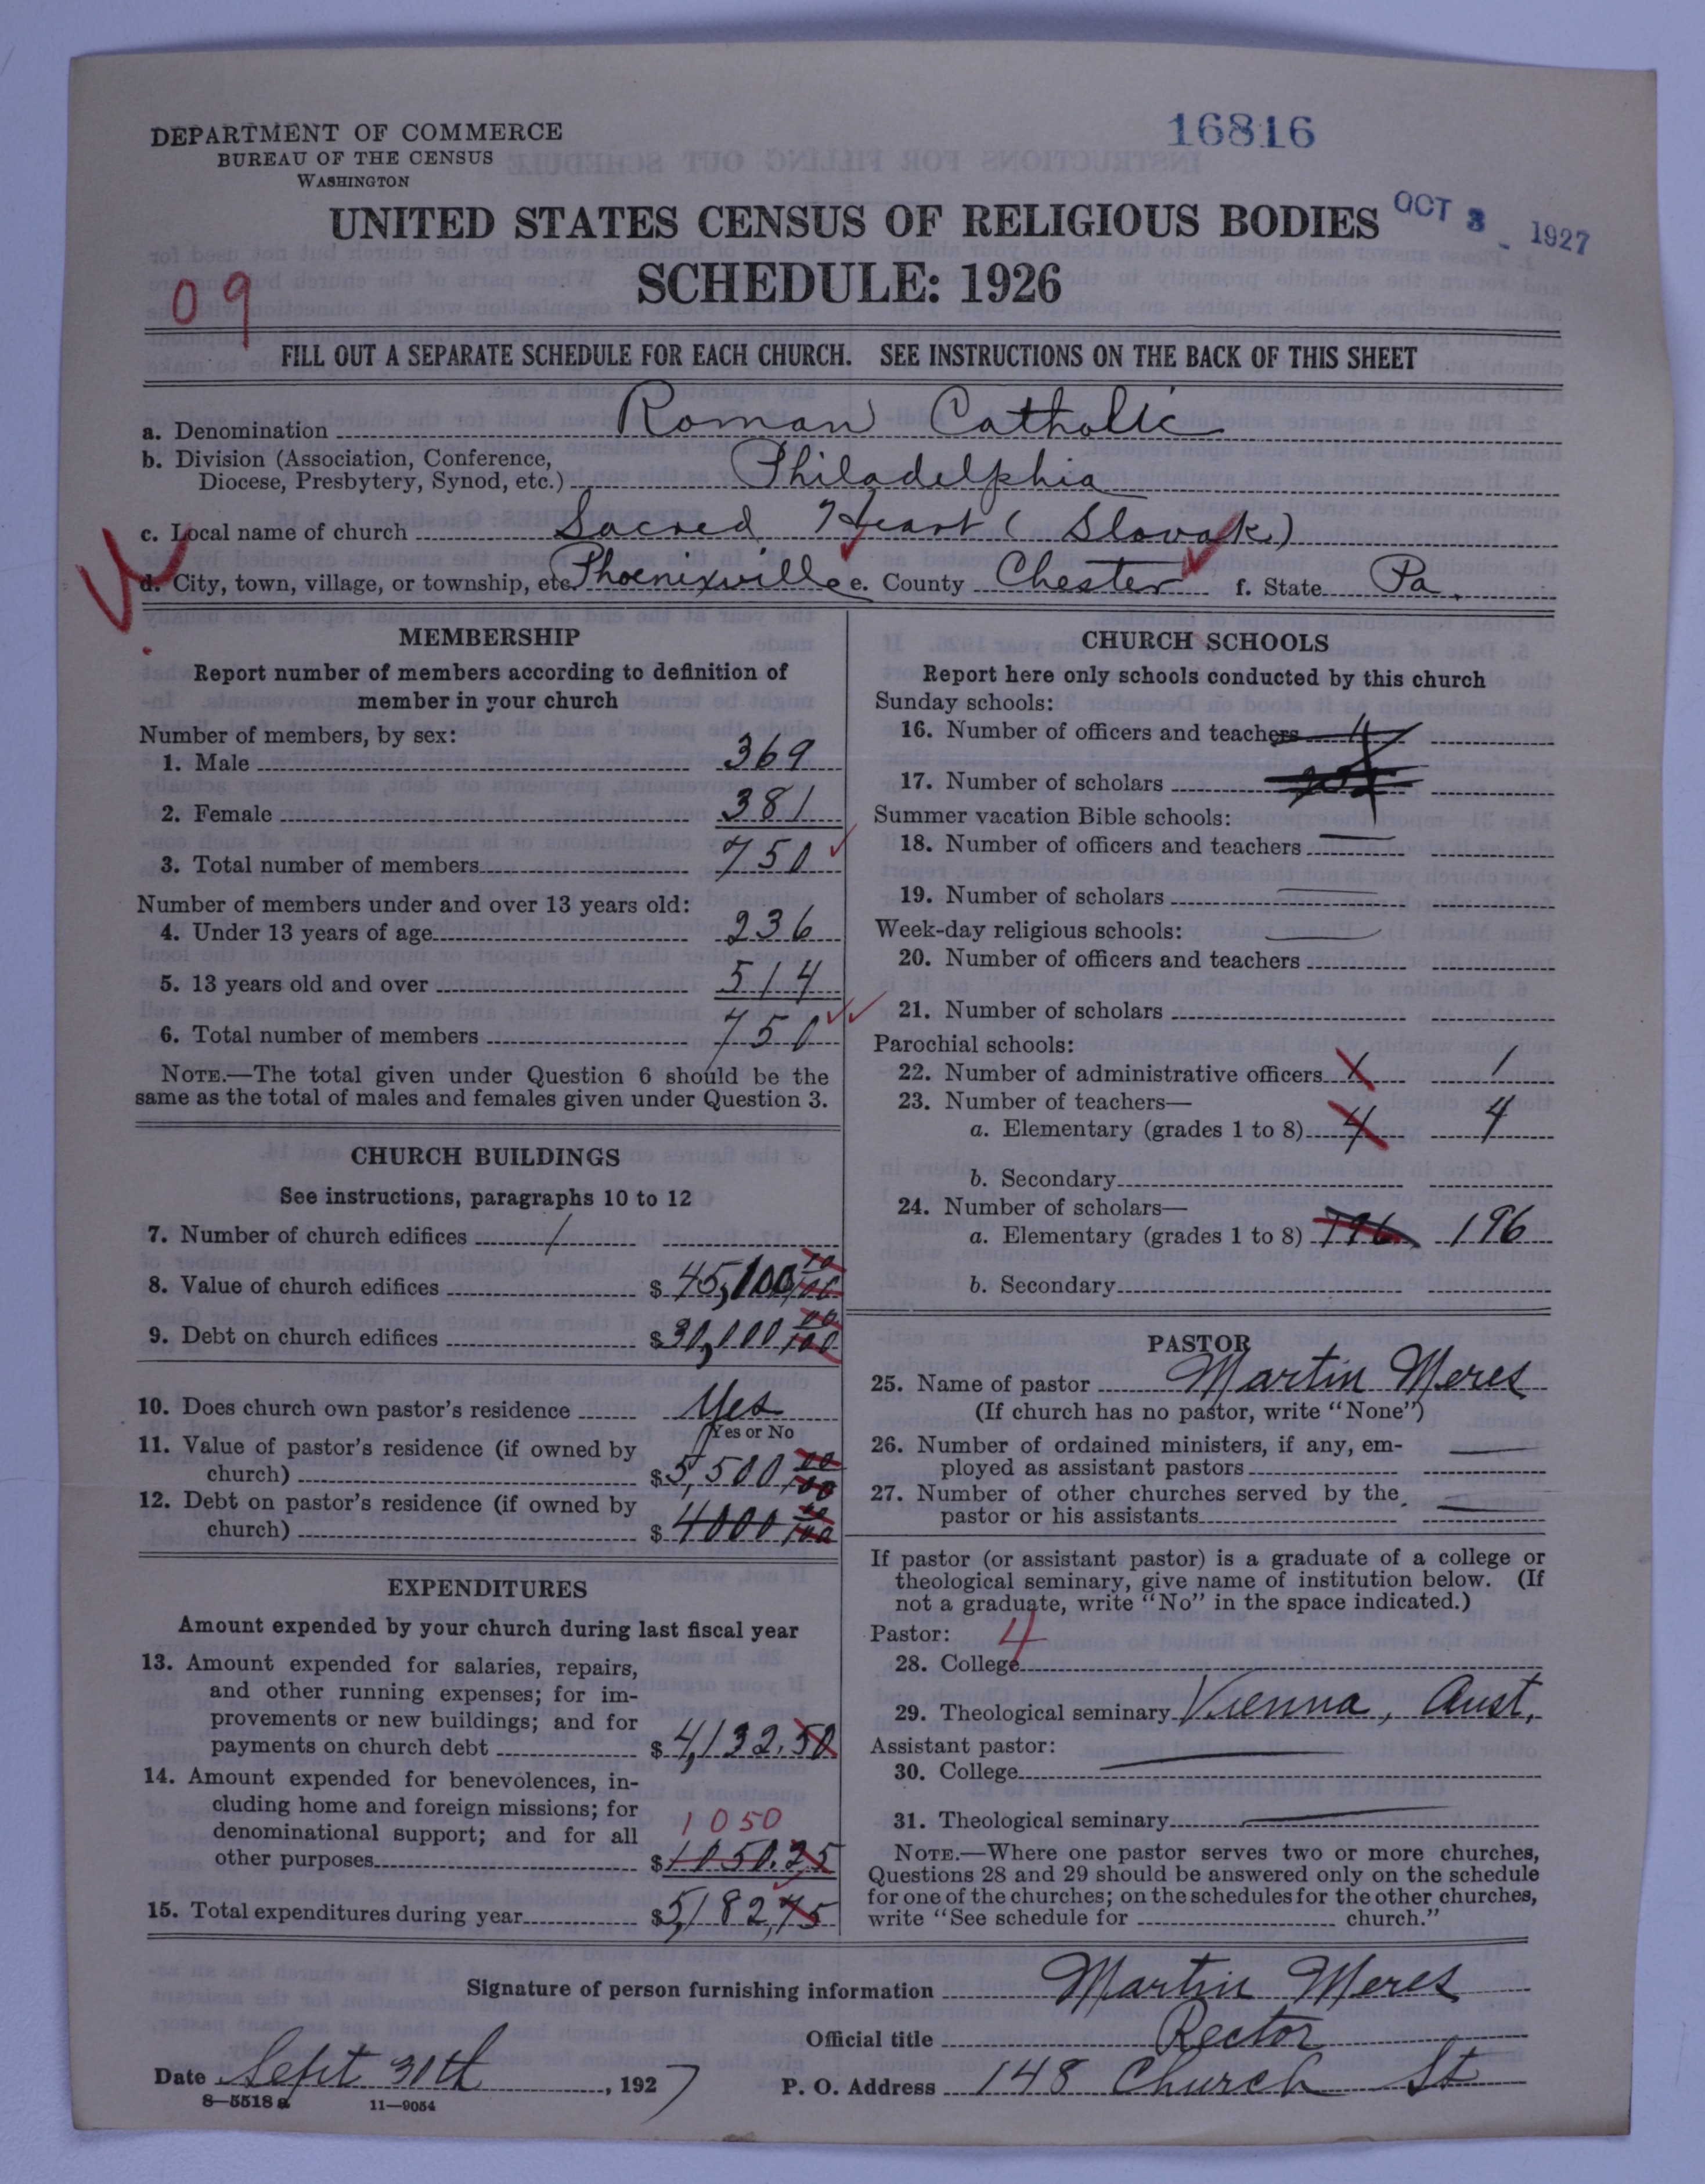 DEPARTMENT OF COMMERCE
BUREAU OF THE CENSUS
WASHINGTON
16816
UNITED STATES CENSUS OF RELIGIOUS BODIES
OCT 3 1927
SCHEDULE: 1926
09
FILL OUT A SEPARATE SCHEDULE FOR EACH CHURCH. SEE INSTRUCTIONS ON THE BACK OF THIS SHEET
a. Denomination Roman Catholic
b. Division (Association, Conference,
Diocese, Presbytery, Synod, etc.) Philadelphia
c. Local name of church Sacred Heart (Slovak)
d. City, town, village, or township, etc. Phoenixville e. County Chester f. State Pa.
MEMBERSHIP
Report number of members according to definition of
member in your church
Number of members, by sex:
1. Male 369
2. Female 381
3. Total number of members 750
Number of members under and over 13 years old:
4. Under 13 years of age 236
5. 13 years old and over 514
6. Total number of members 750
NOTE.—The total given under Question 6 should be the
same as the total of males and females given under Question 3.
CHURCH BUILDINGS
See instructions, paragraphs 10 to 12
7. Number of church edifices 1
8. Value of church edifices $ 45,100
9. Debt on church edifices $ 30,000 00/100
10. Does church own pastor's residence Yes
Yes or No
11. Value of pastor's residence (if owned by
church) $ 5,500 00/100
12. Debt on pastor's residence (if owned by
church) $ 4000 00/100
EXPENDITURES
Amount expended by your church during last fiscal year
13. Amount expended for salaries, repairs,
and other running expenses; for im-
provements or new buildings; and for
payments on church debt $ 4,132.50
14. Amount expended for benevolences, in-
cluding home and foreign missions; for
denominational support; and for all 1050
other purposes $ 1050.25
15. Total expenditures during year $ 5,182,75
CHURCH SCHOOLS
Report here only schools conducted by this church
Sunday schools:
16. Number of officers and teachers 4
17. Number of scholars
Summer vacation Bible schools:
18. Number of officers and teachers
19. Number of scholars
Week-day religious schools:
20. Number of officers and teachers
21. Number of scholars
Parochial schools:
22. Number of administrative officers 1 1
23. Number of teachers—
a. Elementary (grades 1 to 8) 4 4
b. Secondary
24. Number of scholars—
a. Elementary (grades 1 to 8) 196 196
b. Secondary
PASTOR
25. Name of pastor Martin Meres
(If church has no pastor, write "None")
26. Number of ordained ministers, if any, em-
ployed as assistant pastors
27. Number of other churches served by the
pastor or his assistants
If pastor (or assistant pastor) is a graduate of a college or
theological seminary, give name of institution below. (If
not a graduate, write "No" in the space indicated.)
Pastor: 4
28. College
29. Theological seminary Vienna, Aust,
Assistant pastor:
30. College
31. Theological seminary
NOTE.—Where one pastor serves two or more churches,
Questions 28 and 29 should be answered only on the schedule
for one of the churches; on the schedules for the other churches,
write "See schedule for church."
Signature of person furnishing information Martin Meres
Official title Rector
Date Sept 30th, 1927
P. O. Address 148 Church St
8—5518 a 11—9054